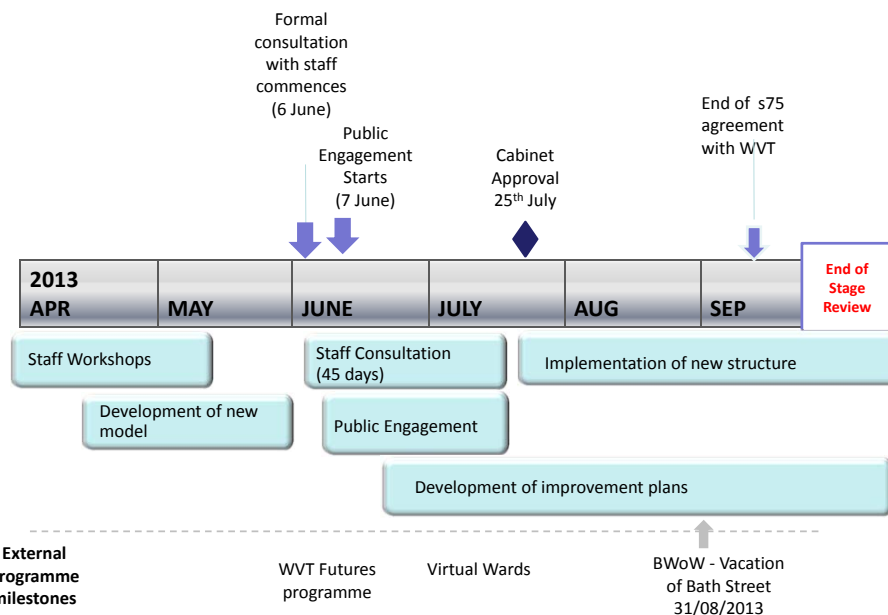 Formal
consultation
with staff
commences
(6 June)
Public
Engagement
Starts
(7 June)
Cabinet
Approval
25th July
End of s75
agreement
with WVT
2013
APR
MAY
JUNE
JULY
AUG
SEP
End of
Stage
Review
Staff Workshops
Staff Consultation
(45 days)
Implementation of new structure
Development of new
model
Public Engagement
Development of improvement plans
External
rogramme
milestones
WVT Futures
programme
Virtual Wards
BWoW - Vacation
of Bath Street
31/08/2013